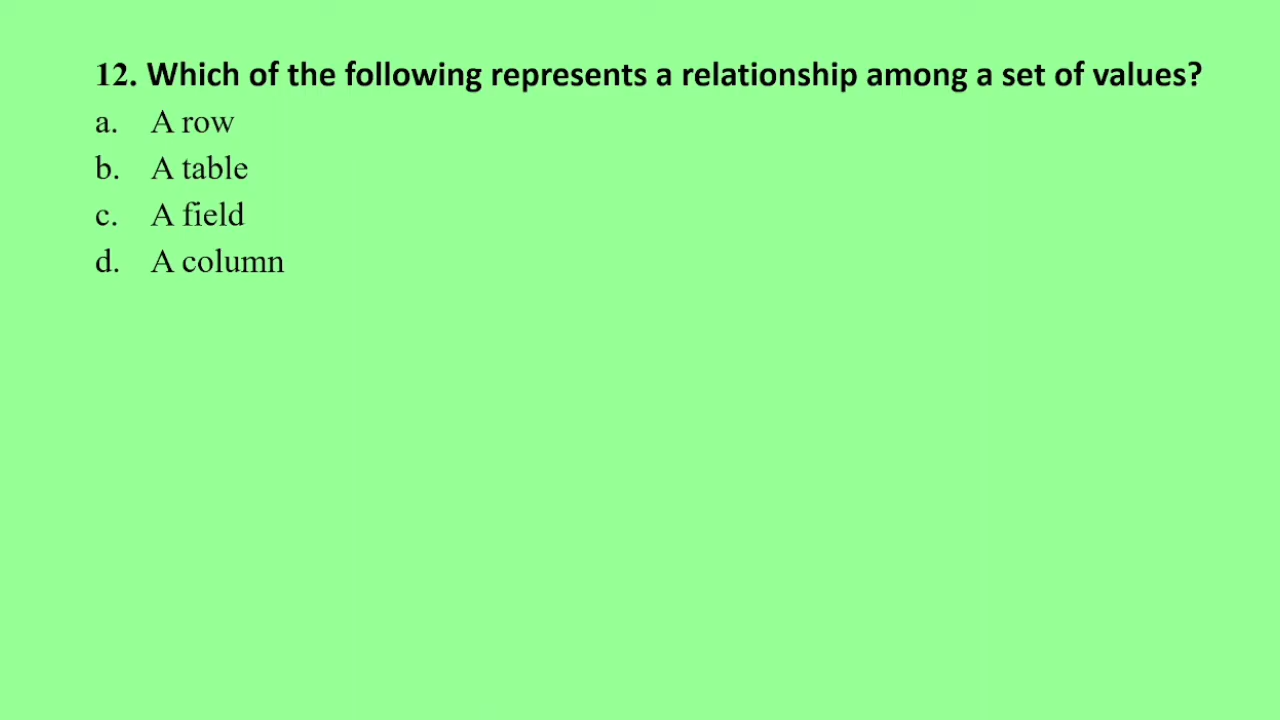 12. Which of the following represents a relationship among a set of values?
a. A row
b. A table
c. A field
d. A column